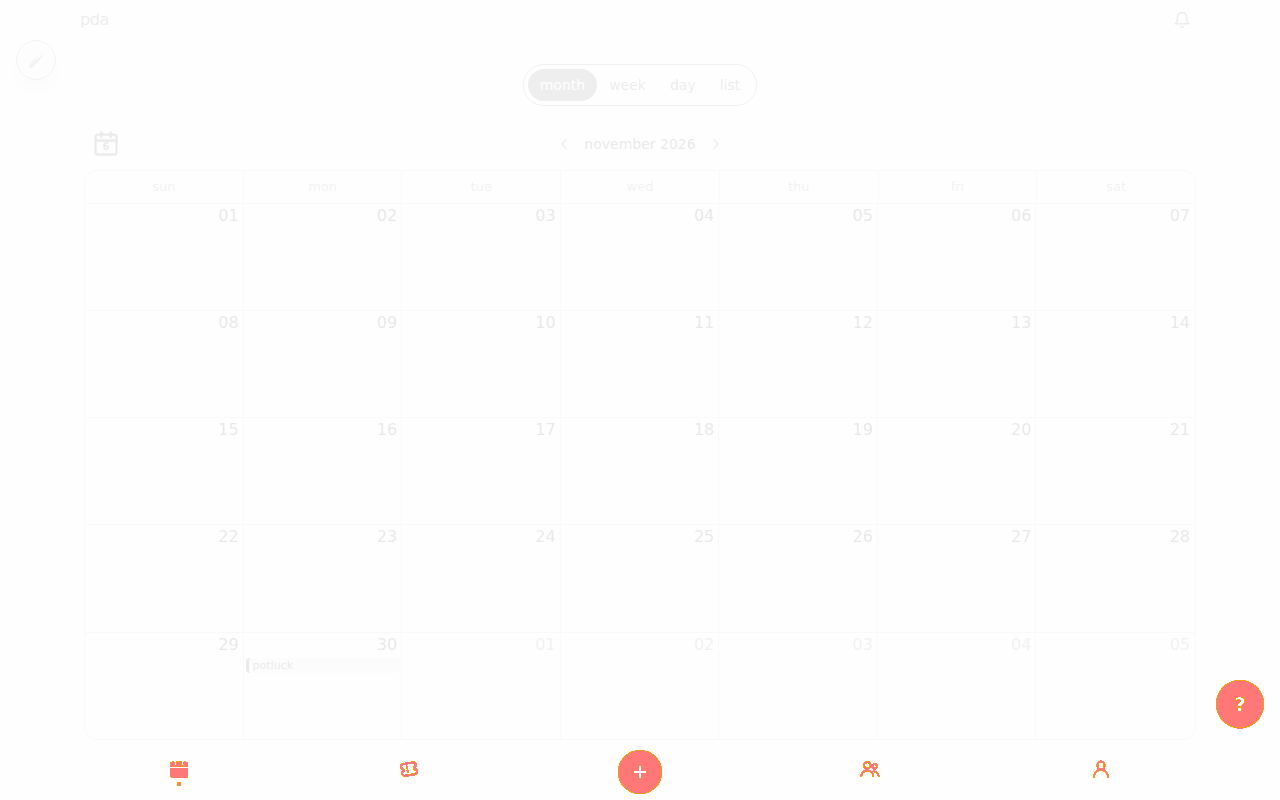 pda
month week day list
6
november 2026
sun mon tue wed thu fri sat
01 02 03 04 05 06 07
08 09 10 11 12 13 14
15 16 17 18 19 20 21
22 23 24 25 26 27 28
29 30 01 02 03 04 05
potluck
?
+